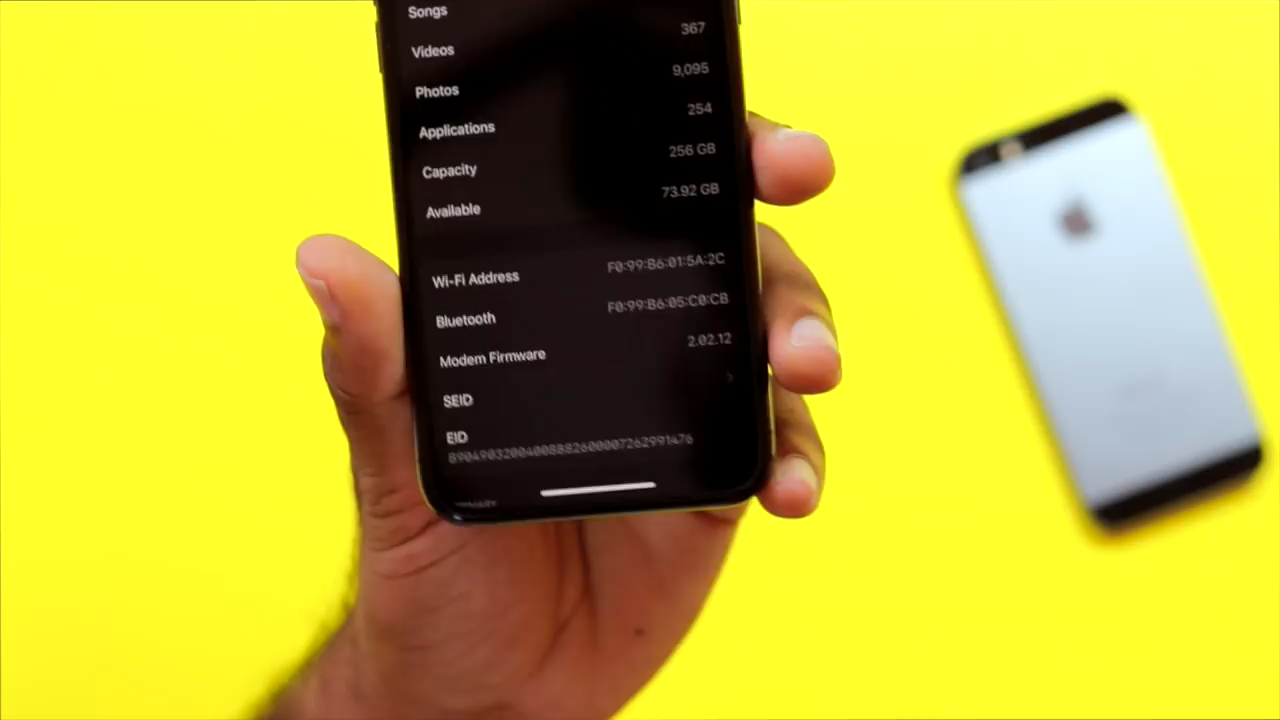 Songs
Videos 367
Photos 9,095
Applications 254
Capacity 256 GB
Available 73.92 GB
Wi-Fi Address F0:99:B6:01:5A:2C
Bluetooth F0:99:B6:05:C0:CB
Modem Firmware 2.02.12
SEID
EID
89049032004008882600007262991476